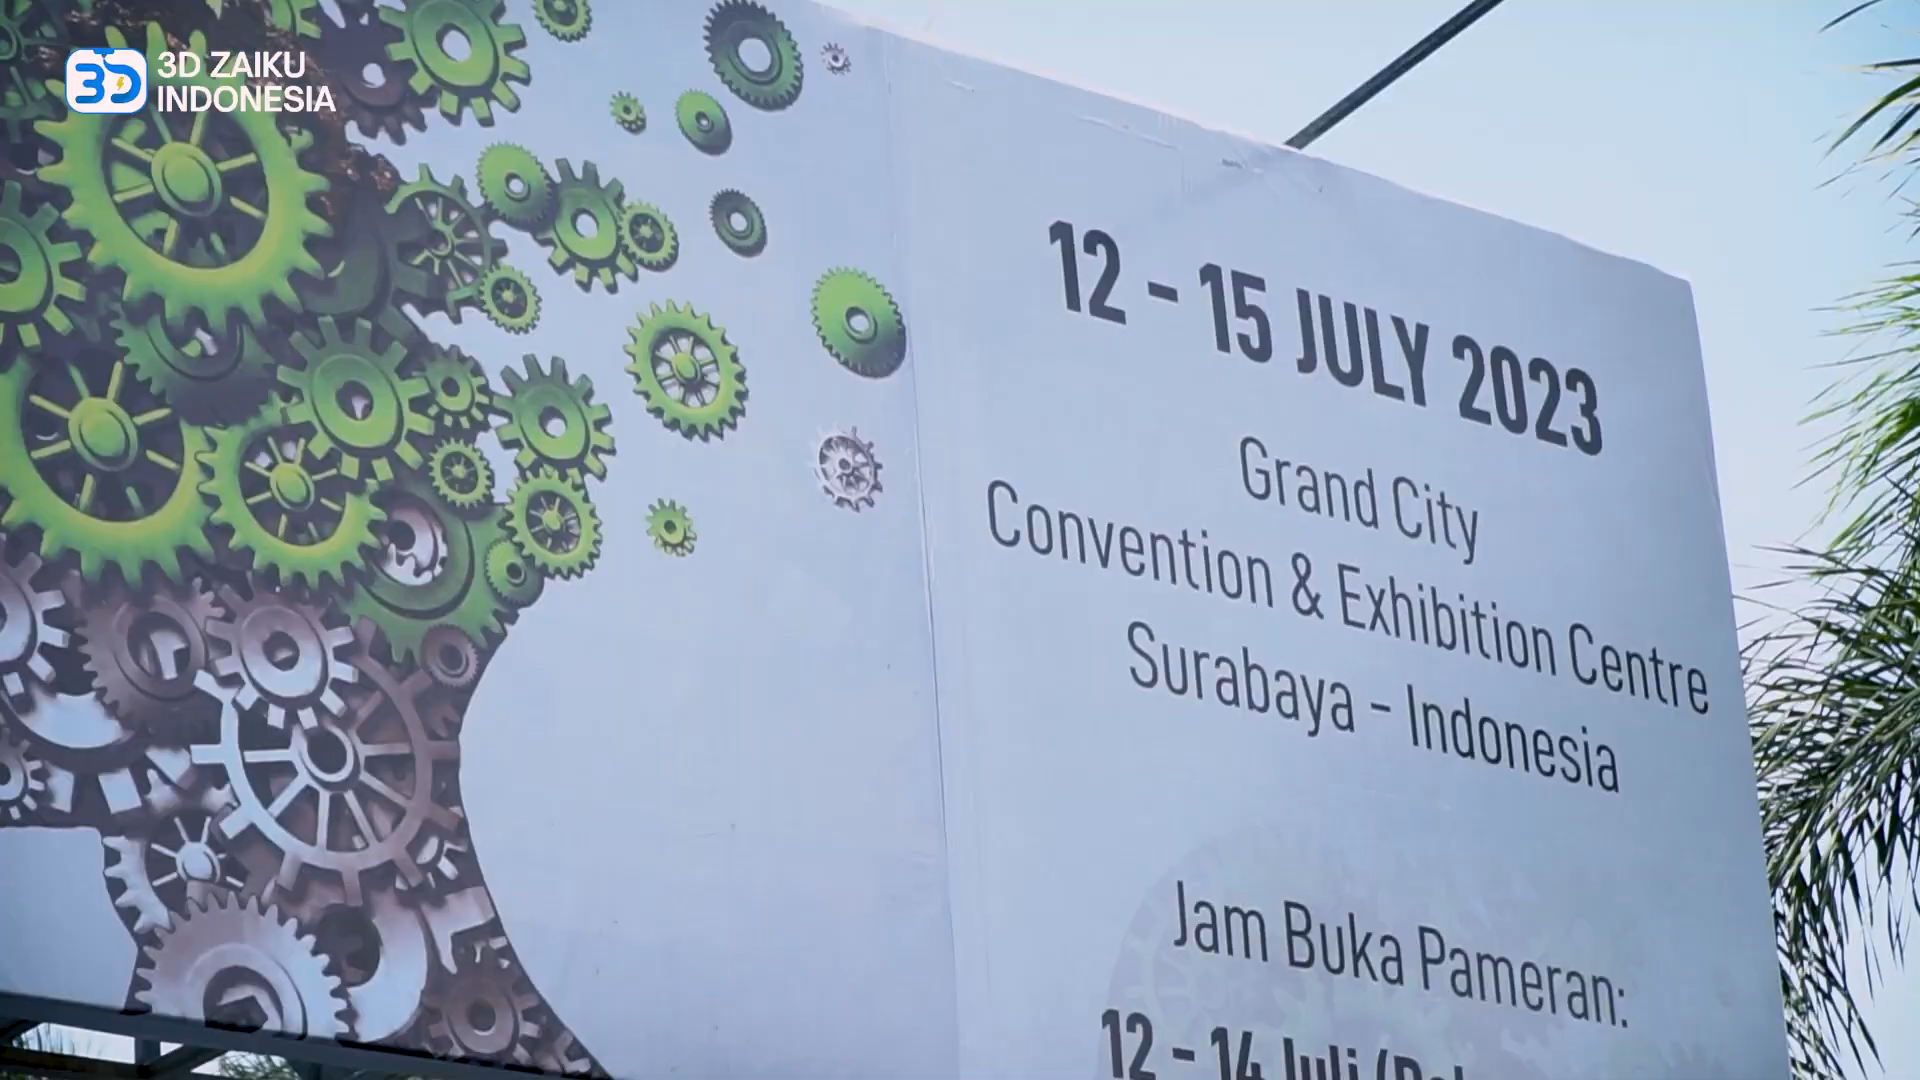 3D ZAIKU
INDONESIA
12 - 15 JULY 2023
Grand City
Convention & Exhibition Centre
Surabaya - Indonesia
Jam Buka Pameran:
12 - 14 Juli